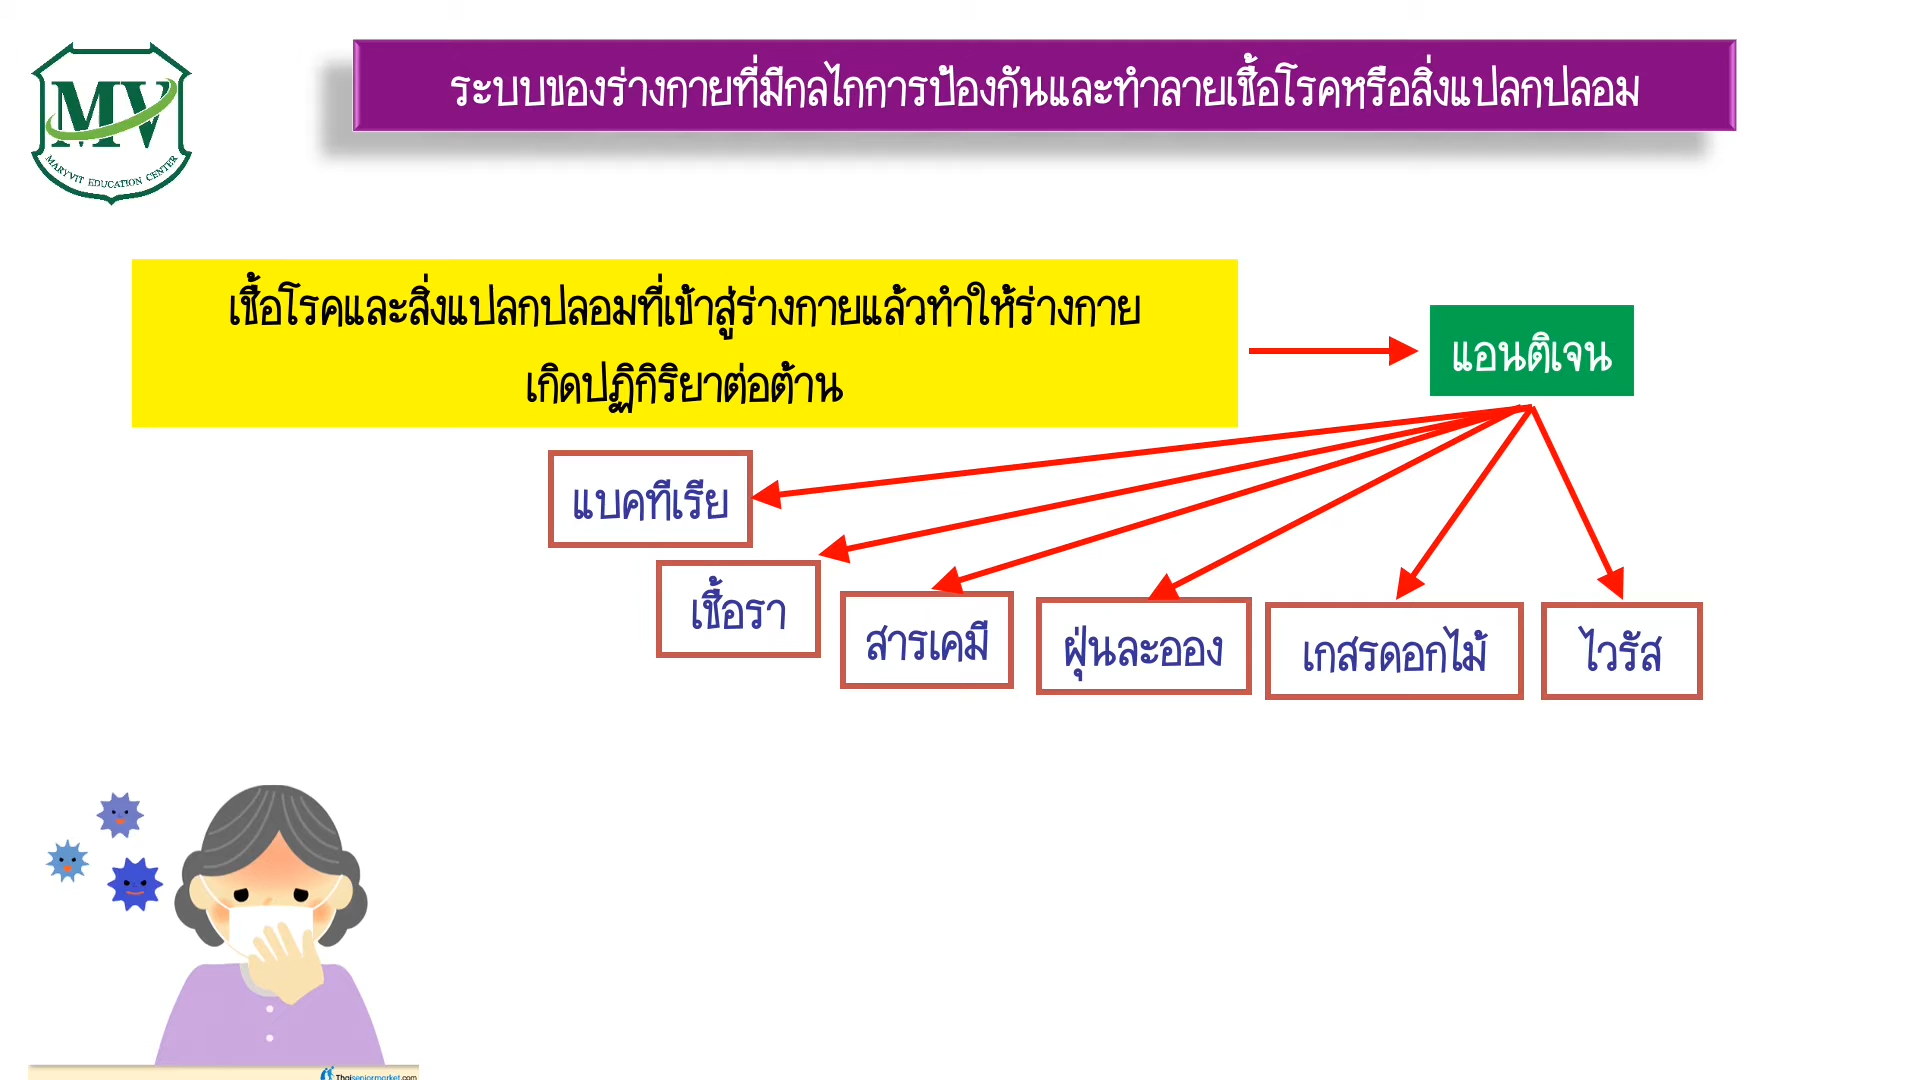 MV
MARYVIT EDUCATION CENTER
ระบบของร่างกายที่มีกลไกการป้องกันและทำลายเชื้อโรคหรือสิ่งแปลกปลอม
เชื้อโรคและสิ่งแปลกปลอมที่เข้าสู่ร่างกายแล้วทำให้ร่างกาย
เกิดปฏิกิริยาต่อต้าน
แอนติเจน
แบคทีเรีย
เชื้อรา
สารเคมี
ฝุ่นละออง
เกสรดอกไม้
ไวรัส
Thaiseniormarket.com